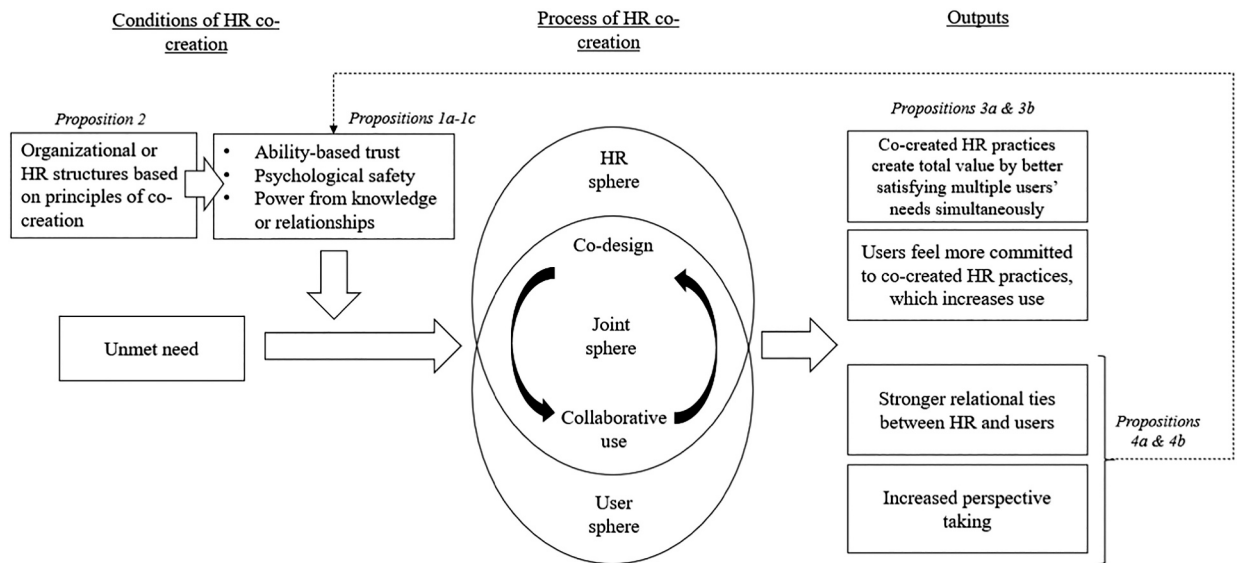 Conditions of HR co-
creation
Process of HR co-
creation
Outputs
Proposition 2
Organizational or
HR structures based
on principles of co-
creation
Propositions 1a-1c
• Ability-based trust
• Psychological safety
• Power from knowledge
or relationships
Unmet need
HR
sphere
Co-design
Joint
sphere
Collaborative
use
User
sphere
Propositions 3a & 3b
Co-created HR practices
create total value by better
satisfying multiple users’
needs simultaneously
Users feel more committed
to co-created HR practices,
which increases use
Stronger relational ties
between HR and users
Increased perspective
taking
Propositions
4a & 4b